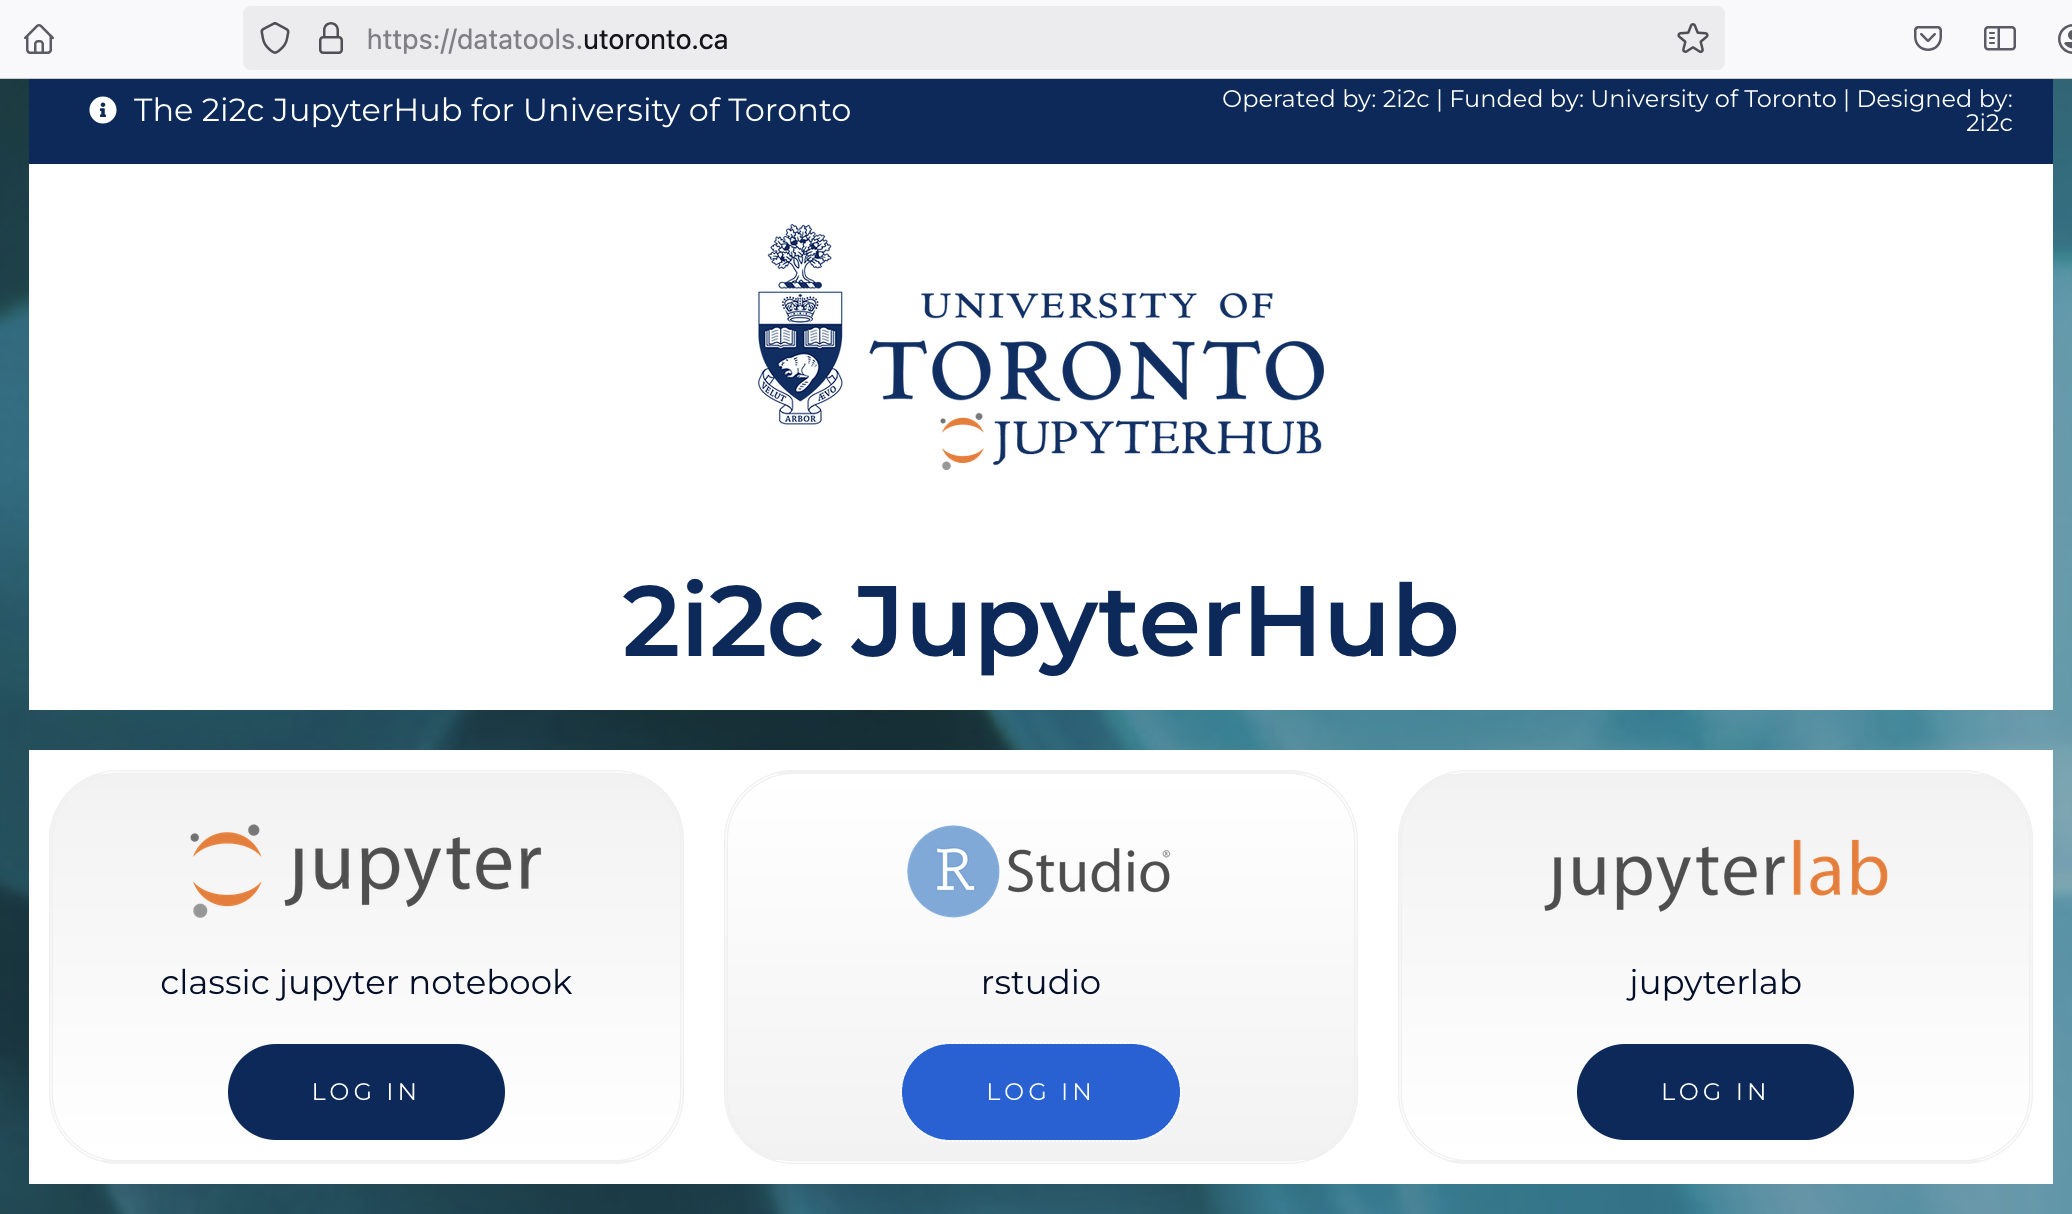 https://datatools.utoronto.ca
The 2i2c JupyterHub for University of Toronto
Operated by: 2i2c | Funded by: University of Toronto | Designed by:
2i2c
UNIVERSITY OF
TORONTO
JUPYTERHUB
VELUT ARBOR ÆVO
2i2c JupyterHub
jupyter
classic jupyter notebook
LOG IN
R Studio®
rstudio
LOG IN
jupyterlab
jupyterlab
LOG IN